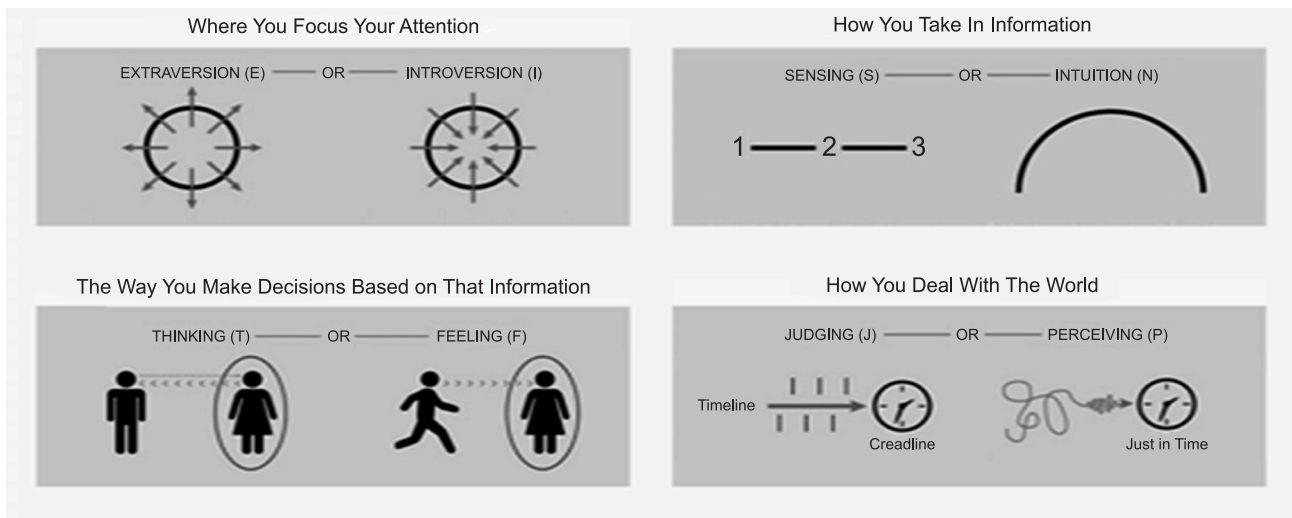 Where You Focus Your Attention
EXTRAVERSION (E) OR INTROVERSION (I)
How You Take In Information
SENSING (S) OR INTUITION (N)
1 2 3
The Way You Make Decisions Based on That Information
THINKING (T) OR FEELING (F)
How You Deal With The World
JUDGING (J) OR PERCEIVING (P)
Timeline
Creadline
Just in Time